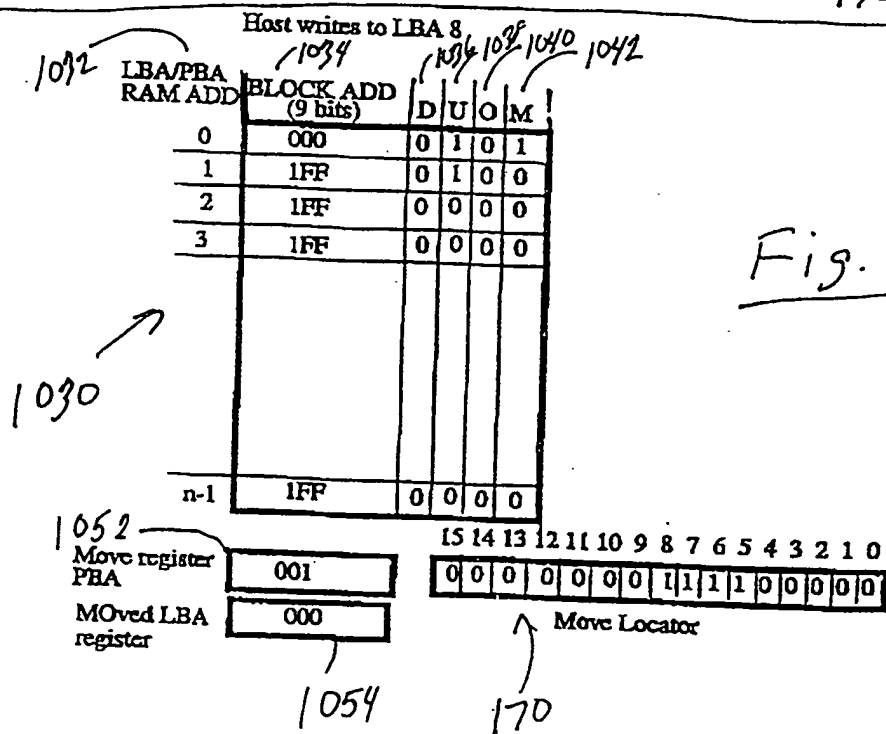 Host writes to LBA 8
1032 1034 1036 1038 1040 1042
LBA/PBA RAM ADD BLOCK ADD (9 bits) D U O M
0 000 0 1 0 1
1 1FF 0 1 0 0
2 1FF 0 0 0 0
3 1FF 0 0 0 0
Fig.
1030
n-1 1FF 0 0 0 0
1052
15 14 13 12 11 10 9 8 7 6 5 4 3 2 1 0
Move register PBA 001 0 0 0 0 0 0 0 1 1 1 1 0 0 0 0 0
MOved LBA register 000 Move Locator
1054 170